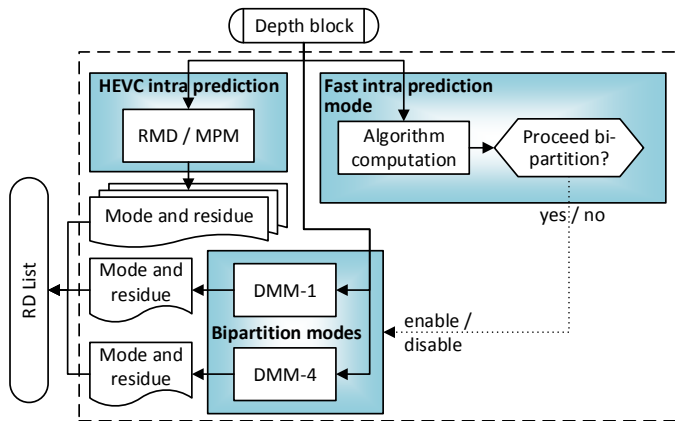 Depth block
HEVC intra prediction
RMD / MPM
Fast intra prediction
mode
Algorithm
computation
Proceed bi-
partition?
yes / no
Mode and residue
RD List
Mode and
residue
DMM-1
Bipartition modes
enable /
disable
Mode and
residue
DMM-4